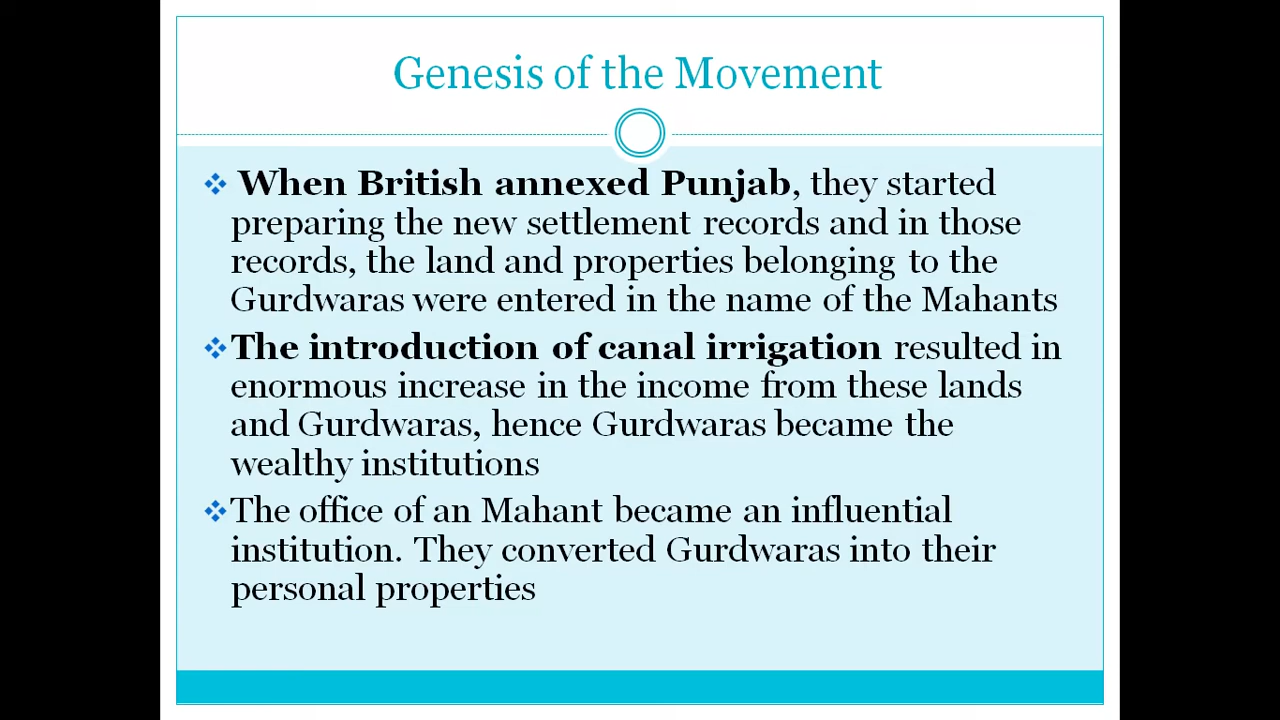 Genesis of the Movement
When British annexed Punjab, they started
preparing the new settlement records and in those
records, the land and properties belonging to the
Gurdwaras were entered in the name of the Mahants
The introduction of canal irrigation resulted in
enormous increase in the income from these lands
and Gurdwaras, hence Gurdwaras became the
wealthy institutions
The office of an Mahant became an influential
institution. They converted Gurdwaras into their
personal properties